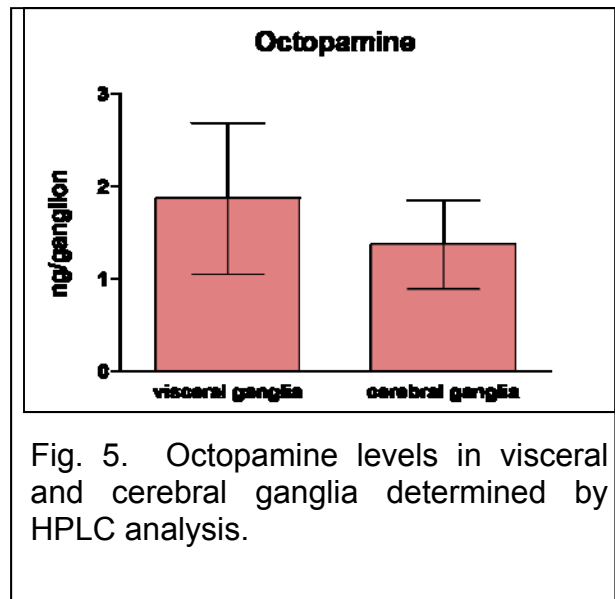 Octopamine
3
2
1
0
ng/ganglion
visceral ganglia
cerebral ganglia
Fig. 5. Octopamine levels in visceral
and cerebral ganglia determined by
HPLC analysis.